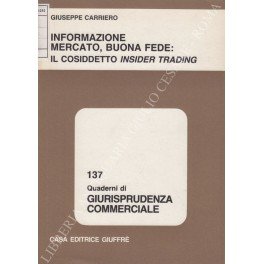 GIUSEPPE CARRIERO
INFORMAZIONE
MERCATO, BUONA FEDE:
IL COSIDDETTO INSIDER TRADING
137
Quaderni di
GIURISPRUDENZA
COMMERCIALE
CASA EDITRICE GIUFFRÈ